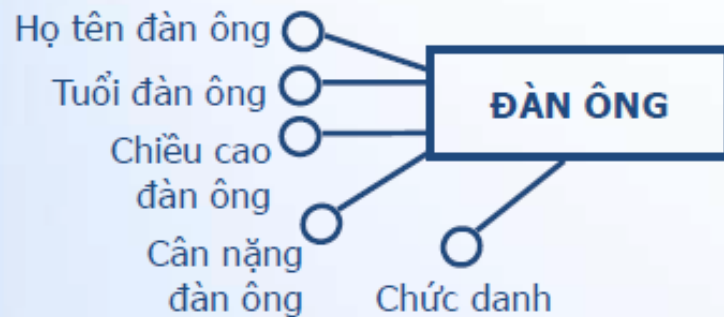 Họ tên đàn ông
Tuổi đàn ông
ĐÀN ÔNG
Chiều cao
đàn ông
Cân nặng
đàn ông
Chức danh